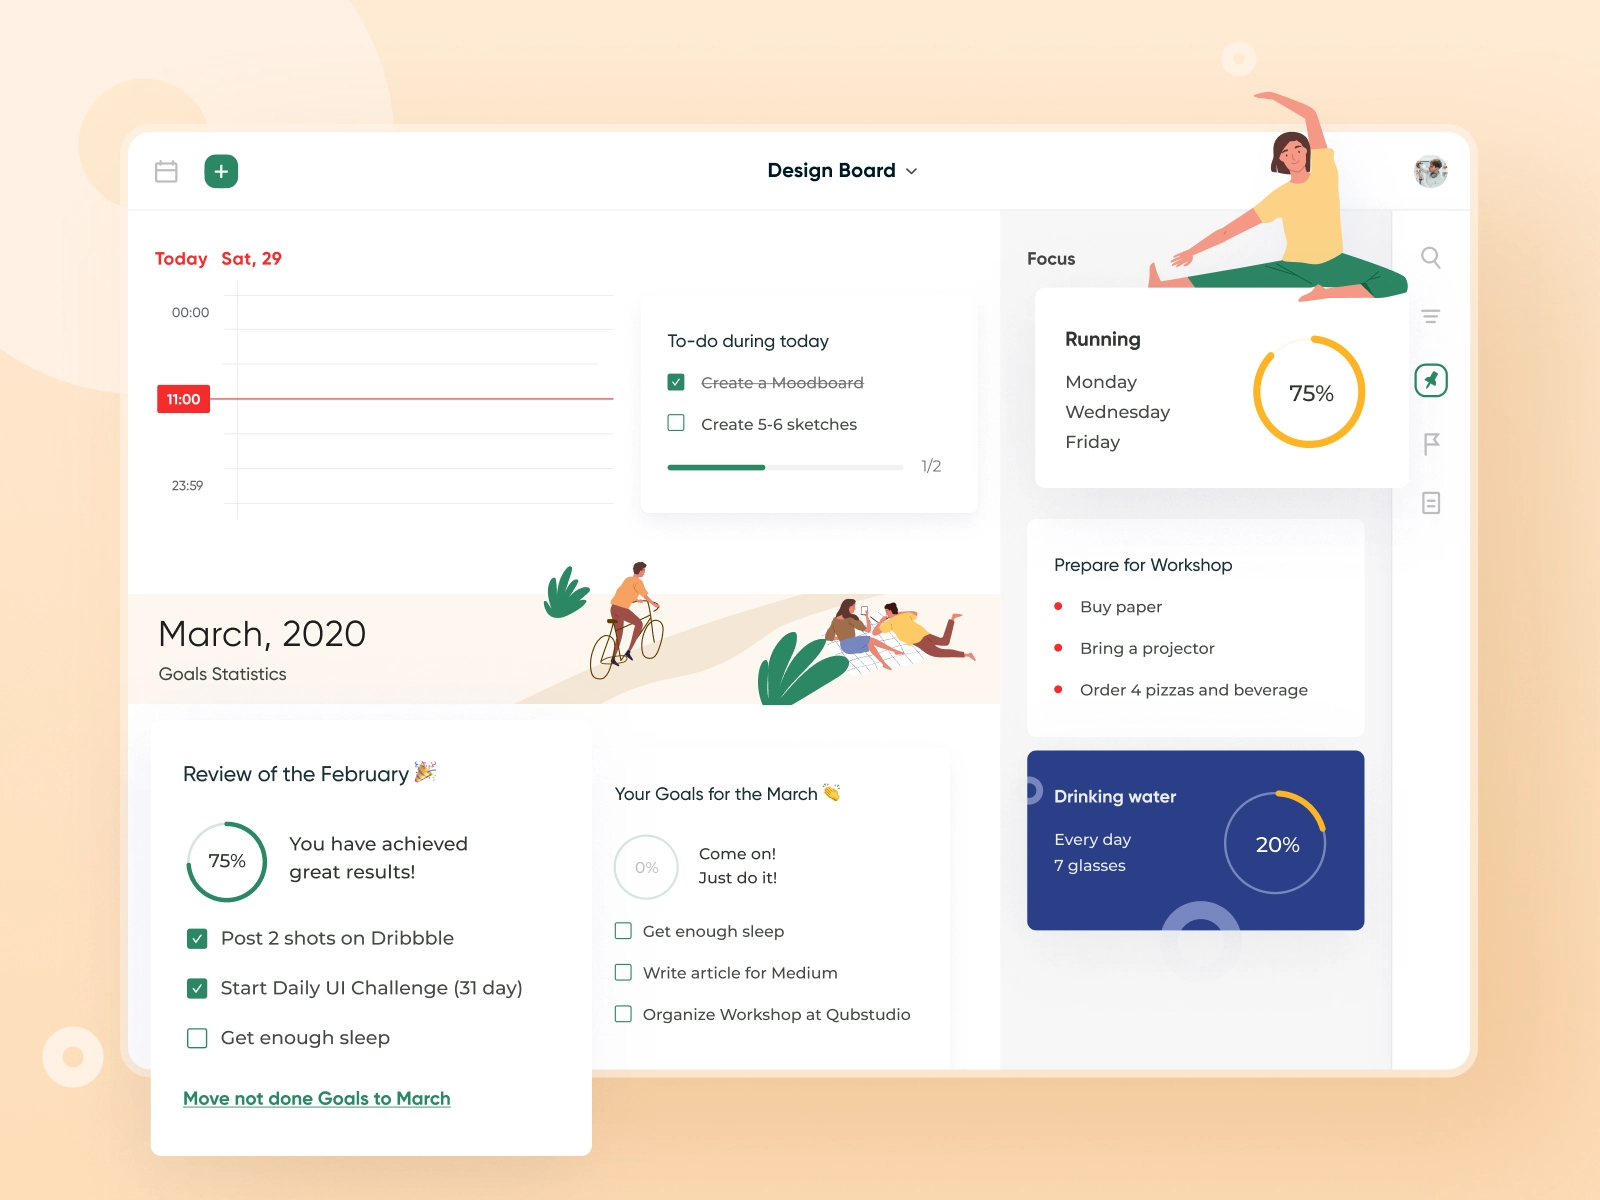 Design Board
Today Sat, 29
00:00
11:00
23:59
To-do during today
Create a Moodboard
Create 5-6 sketches
1/2
March, 2020
Goals Statistics
Review of the February 🎉
75%
You have achieved
great results!
Post 2 shots on Dribbble
Start Daily UI Challenge (31 day)
Get enough sleep
Move not done Goals to March
Your Goals for the March 👏
0%
Come on!
Just do it!
Get enough sleep
Write article for Medium
Organize Workshop at Qubstudio
Focus
Running
Monday
Wednesday
Friday
75%
Prepare for Workshop
Buy paper
Bring a projector
Order 4 pizzas and beverage
Drinking water
Every day
7 glasses
20%